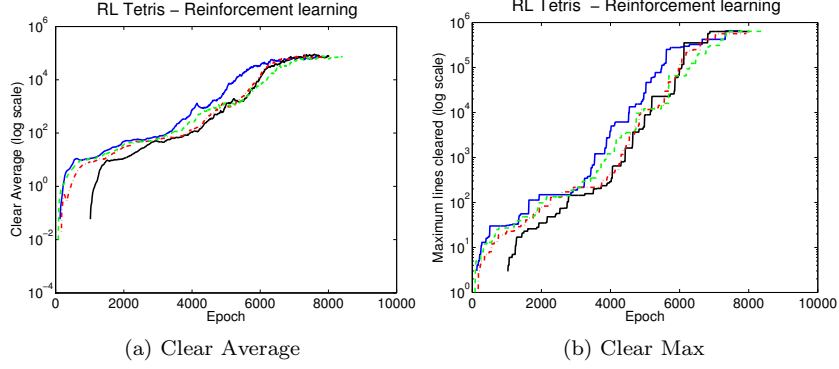 RL Tetris – Reinforcement learning
10^6
10^4
10^2
10^0
10^−2
10^−4
Clear Average (log scale)
0 2000 4000 6000 8000 10000
Epoch
(a) Clear Average
RL Tetris – Reinforcement learning
10^6
10^5
10^4
10^3
10^2
10^1
10^0
Maximum lines cleared (log scale)
0 2000 4000 6000 8000 10000
Epoch
(b) Clear Max